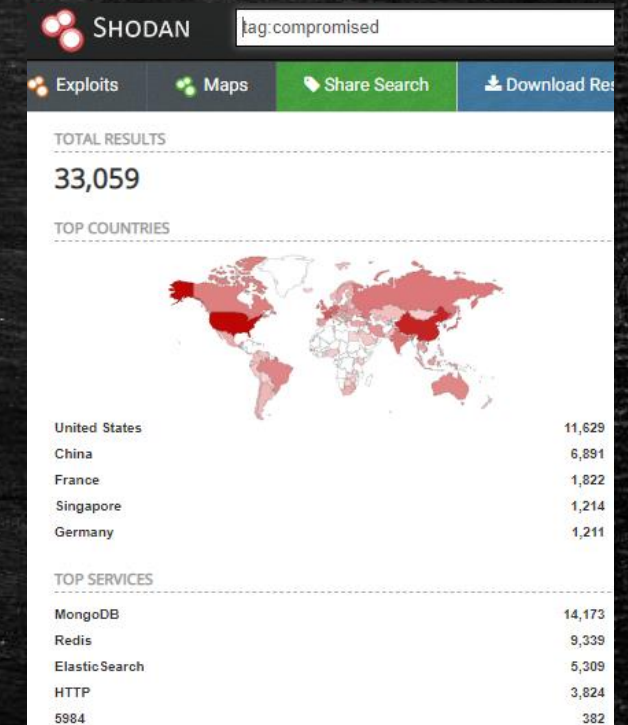 SHODAN tag:compromised
Exploits Maps Share Search Download Res
TOTAL RESULTS
33,059
TOP COUNTRIES
United States 11,629
China 6,891
France 1,822
Singapore 1,214
Germany 1,211
TOP SERVICES
MongoDB 14,173
Redis 9,339
ElasticSearch 5,309
HTTP 3,824
5984 382